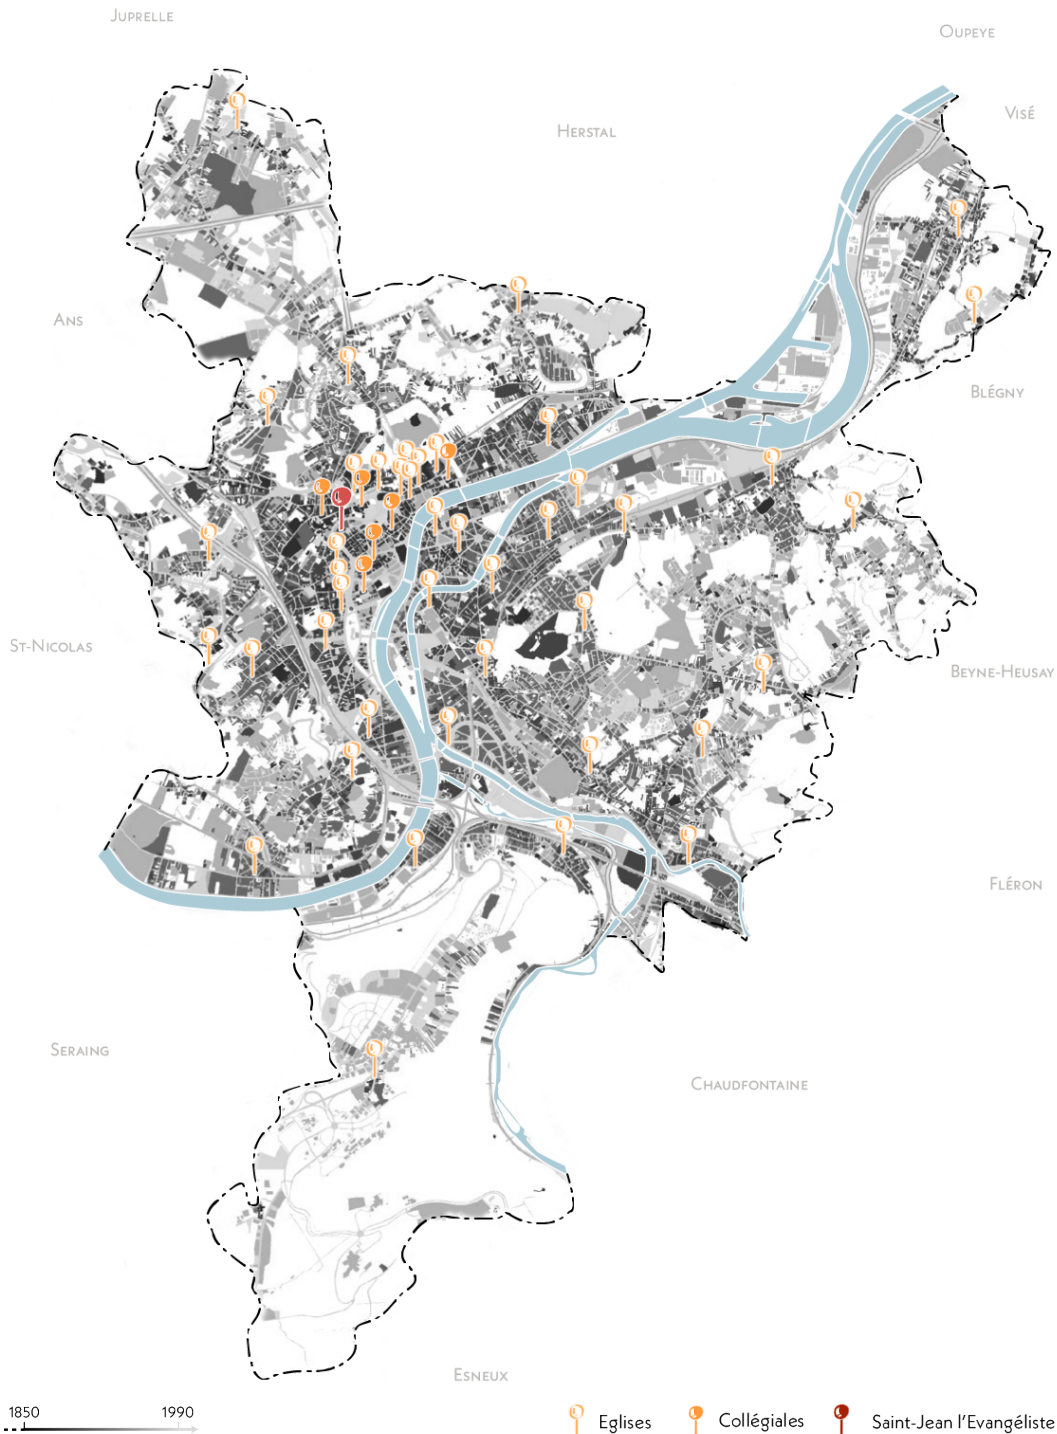 Juprelle
Oupeye
Visé
Herstal
Ans
Blégny
St-Nicolas
Beyne-Heusay
Fléron
Seraing
Chaudfontaine
Esneux
1850 1990
Eglises
Collégiales
Saint-Jean l'Evangéliste